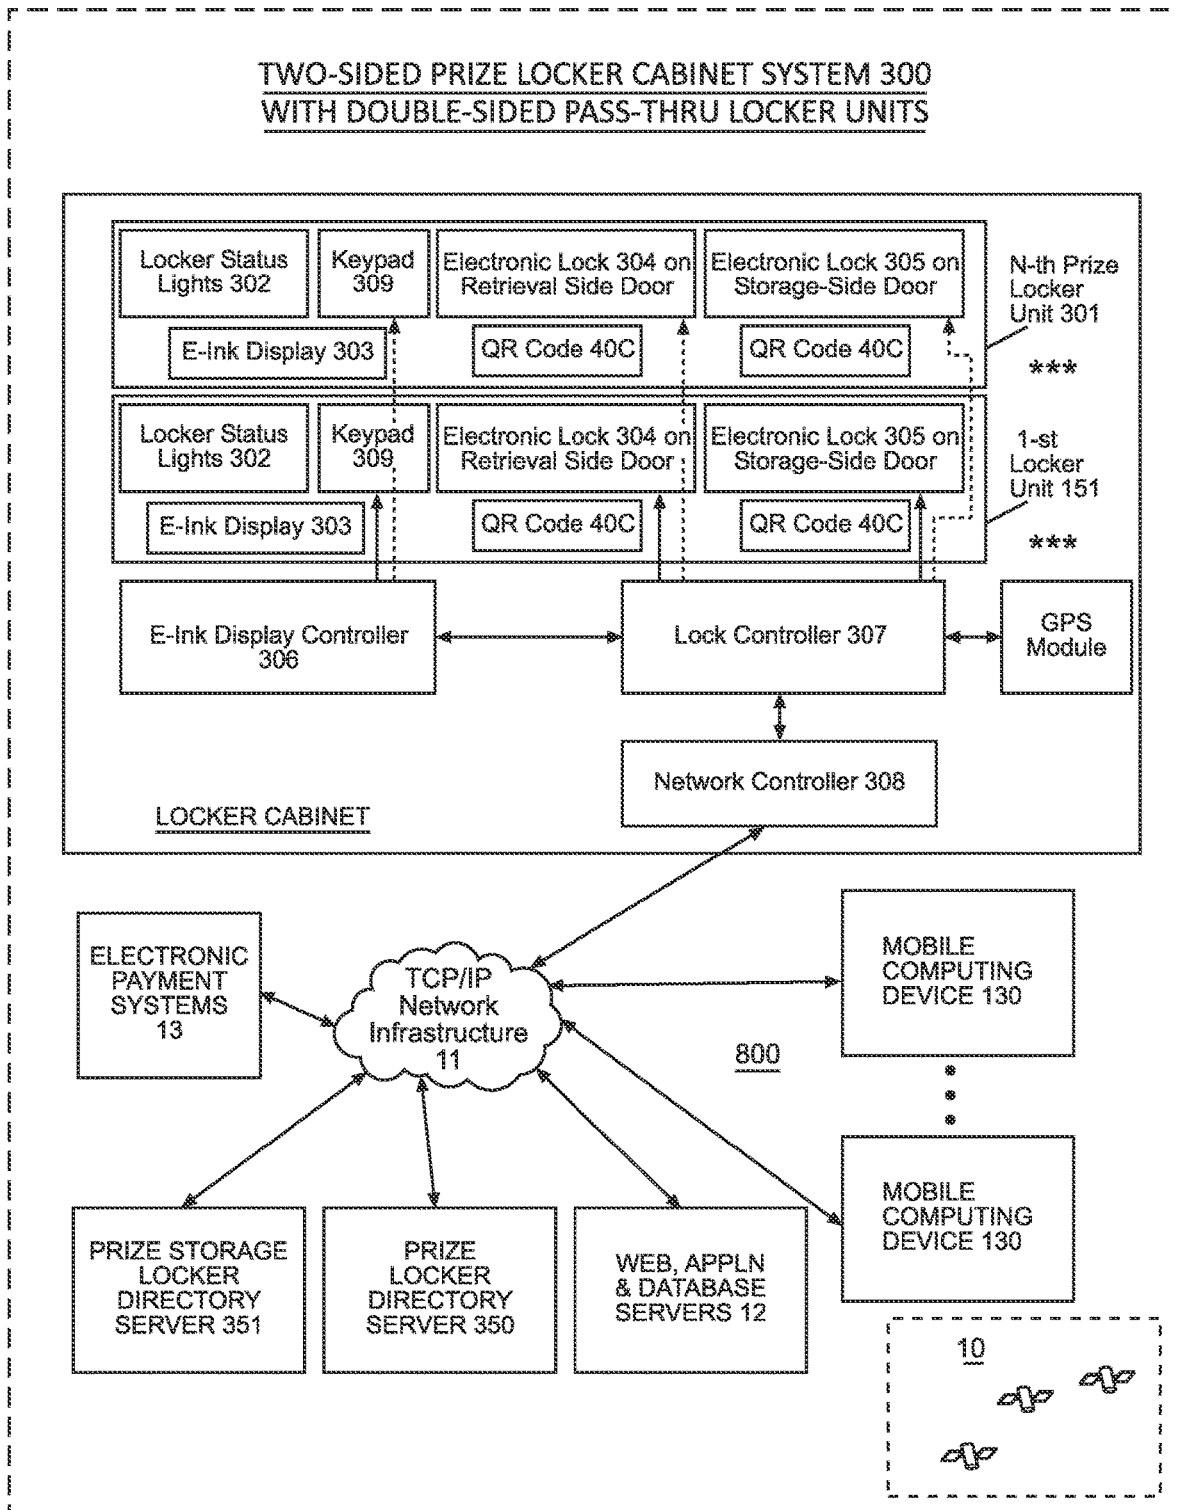 TWO-SIDED PRIZE LOCKER CABINET SYSTEM 300
WITH DOUBLE-SIDED PASS-THRU LOCKER UNITS
Locker Status
Lights 302
Keypad
309
Electronic Lock 304 on
Retrieval Side Door
Electronic Lock 305 on
Storage-Side Door
N-th Prize
Locker
Unit 301
E-Ink Display 303
QR Code 40C
QR Code 40C
***
Locker Status
Lights 302
Keypad
309
Electronic Lock 304 on
Retrieval Side Door
Electronic Lock 305 on
Storage-Side Door
1-st
Locker
Unit 151
E-Ink Display 303
QR Code 40C
QR Code 40C
***
E-Ink Display Controller
306
Lock Controller 307
GPS
Module
Network Controller 308
LOCKER CABINET
ELECTRONIC
PAYMENT
SYSTEMS
13
TCP/IP
Network
Infrastructure
11
MOBILE
COMPUTING
DEVICE 130
800
MOBILE
COMPUTING
DEVICE 130
PRIZE STORAGE
LOCKER
DIRECTORY
SERVER 351
PRIZE
LOCKER
DIRECTORY
SERVER 350
WEB, APPLN
& DATABASE
SERVERS 12
10